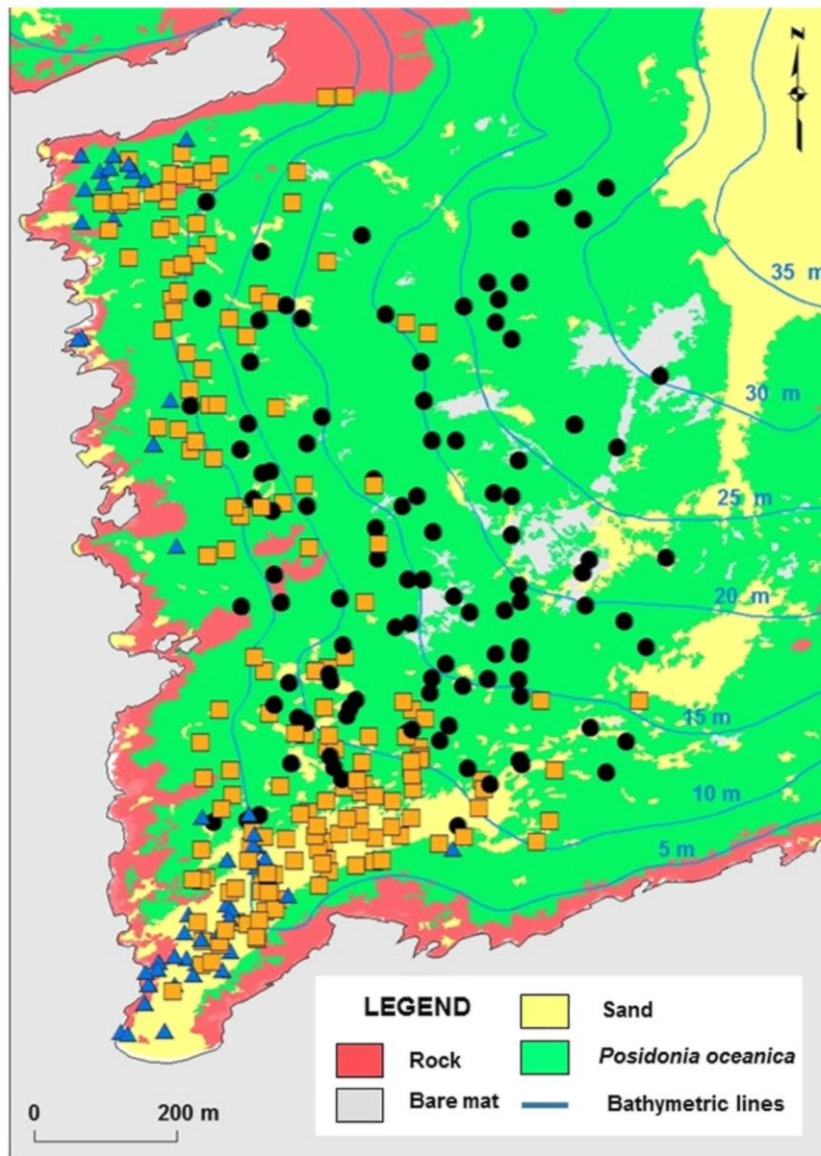 z
35 m
30 m
25 m
20 m
15 m
10 m
5 m
LEGEND
Rock
Bare mat
Sand
Posidonia oceanica
Bathymetric lines
0 200 m